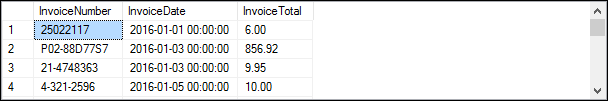 InvoiceNumber InvoiceDate InvoiceTotal
1 25022117 2016-01-01 00:00:00 6.00
2 P02-88D77S7 2016-01-03 00:00:00 856.92
3 21-4748363 2016-01-03 00:00:00 9.95
4 4-321-2596 2016-01-05 00:00:00 10.00